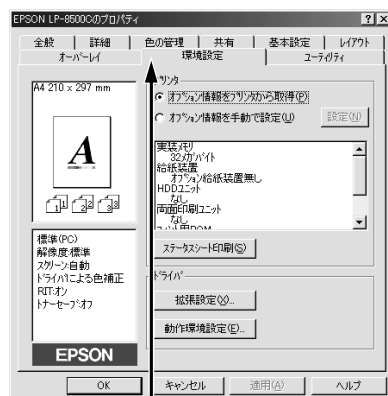 EPSON LP-8500Cのプロパティ
全般 詳細 色の管理 共有 基本設定 レイアウト
オーバーレイ 環境設定 ユーティリティ
A4 210 x 297 mm
A
1 1 2 2 3 3
標準(PC)
解像度:標準
スクリーン:自動
ドライバによる色補正
RIT:オン
トナーセーブ:オフ
EPSON
プリンタ
オプション情報をプリンタから取得(P)
オプション情報を手動で設定(U)
設定(N)
実装メモリ
32メガバイト
給紙装置
オプション給紙装置無し
HDDユニット
なし
両面印刷ユニット
なし
ステータスシート印刷(S)
ドライバ
拡張設定(X)...
動作環境設定(E)...
OK キャンセル 適用(A) ヘルプ